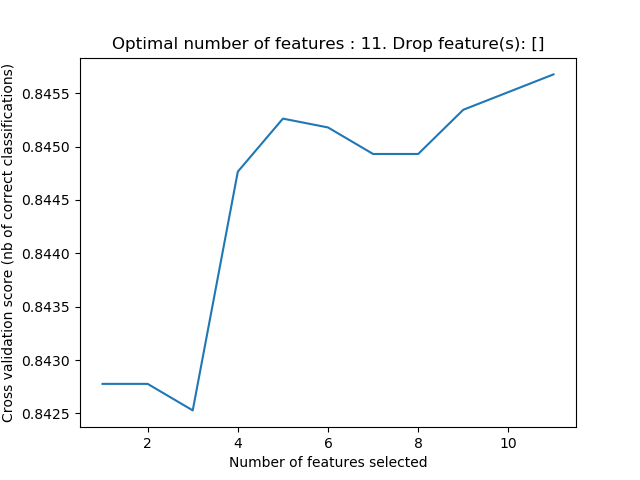 Optimal number of features : 11. Drop feature(s): []
Cross validation score (nb of correct classifications)
0.8455
0.8450
0.8445
0.8440
0.8435
0.8430
0.8425
2 4 6 8 10
Number of features selected